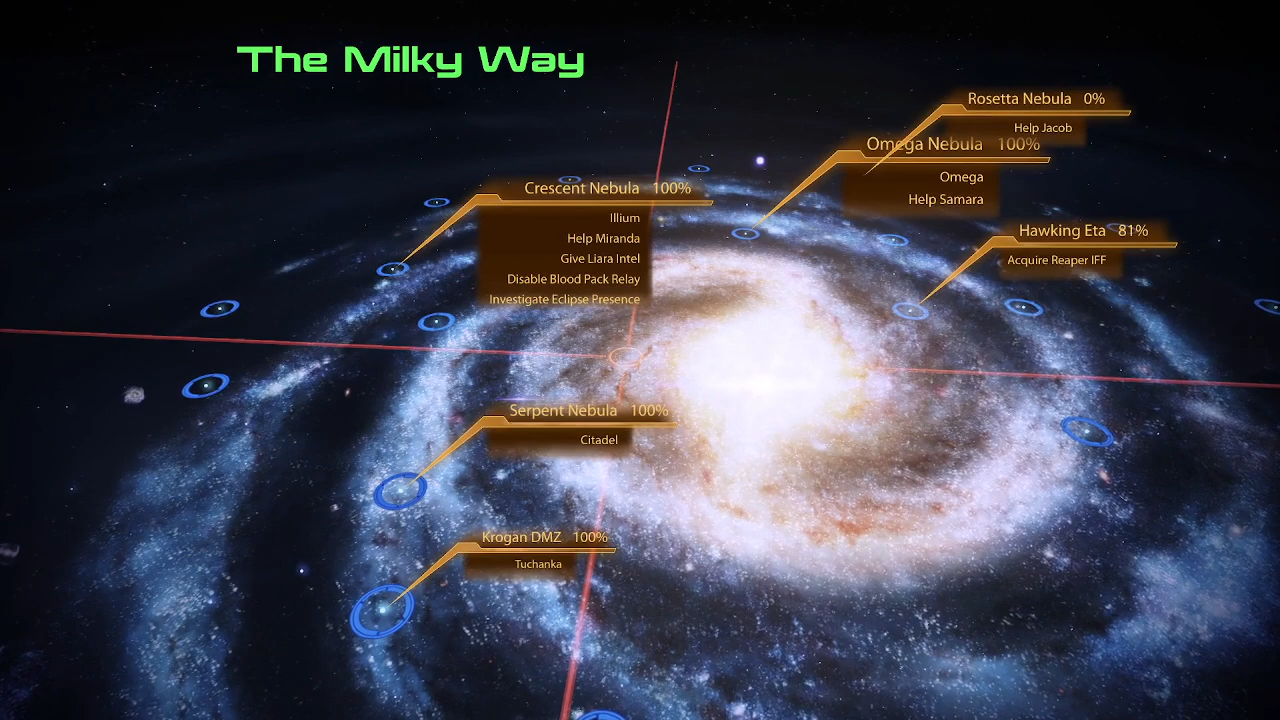 The Milky Way
Rosetta Nebula 0%
Help Jacob
Omega Nebula 100%
Omega
Help Samara
Crescent Nebula 100%
Illium
Help Miranda
Give Liara Intel
Disable Blood Pack Relay
Investigate Eclipse Presence
Hawking Eta 81%
Acquire Reaper IFF
Serpent Nebula 100%
Citadel
Krogan DMZ 100%
Tuchanka